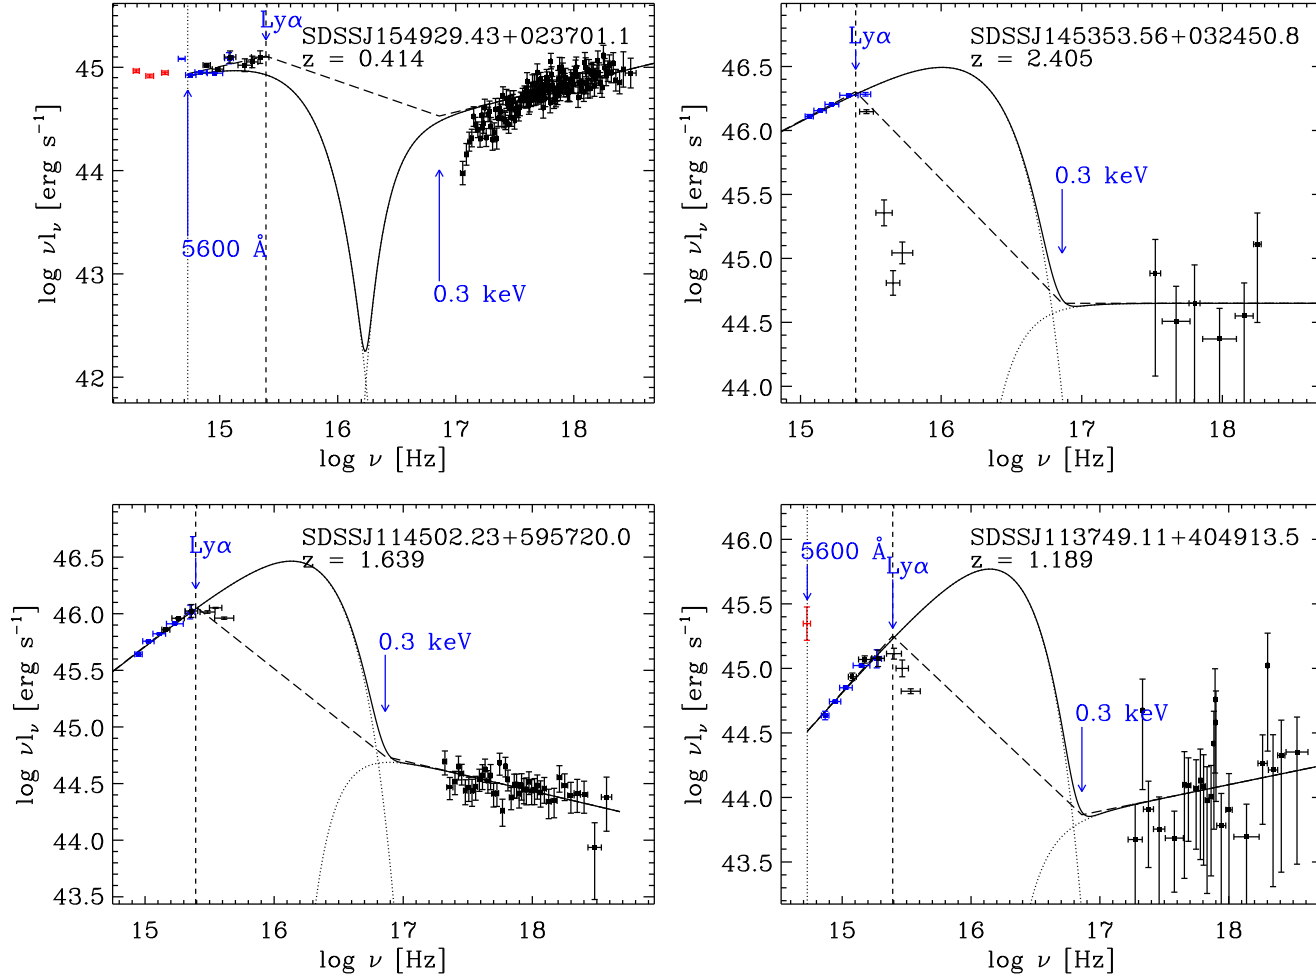 Lyα
SDSSJ154929.43+023701.1
z = 0.414
5600 Å
0.3 keV
45
44
43
42
log νl_ν [erg s⁻¹]
15 16 17 18
log ν [Hz]
Lyα
SDSSJ145353.56+032450.8
z = 2.405
0.3 keV
46.5
46.0
45.5
45.0
44.5
44.0
log νl_ν [erg s⁻¹]
15 16 17 18
log ν [Hz]
SDSSJ114502.23+595720.0
Lyα
z = 1.639
0.3 keV
46.5
46.0
45.5
45.0
44.5
44.0
43.5
log νl_ν [erg s⁻¹]
15 16 17 18
log ν [Hz]
SDSSJ113749.11+404913.5
5600 Å
Lyα
z = 1.189
0.3 keV
46.0
45.5
45.0
44.5
44.0
43.5
log νl_ν [erg s⁻¹]
15 16 17 18
log ν [Hz]